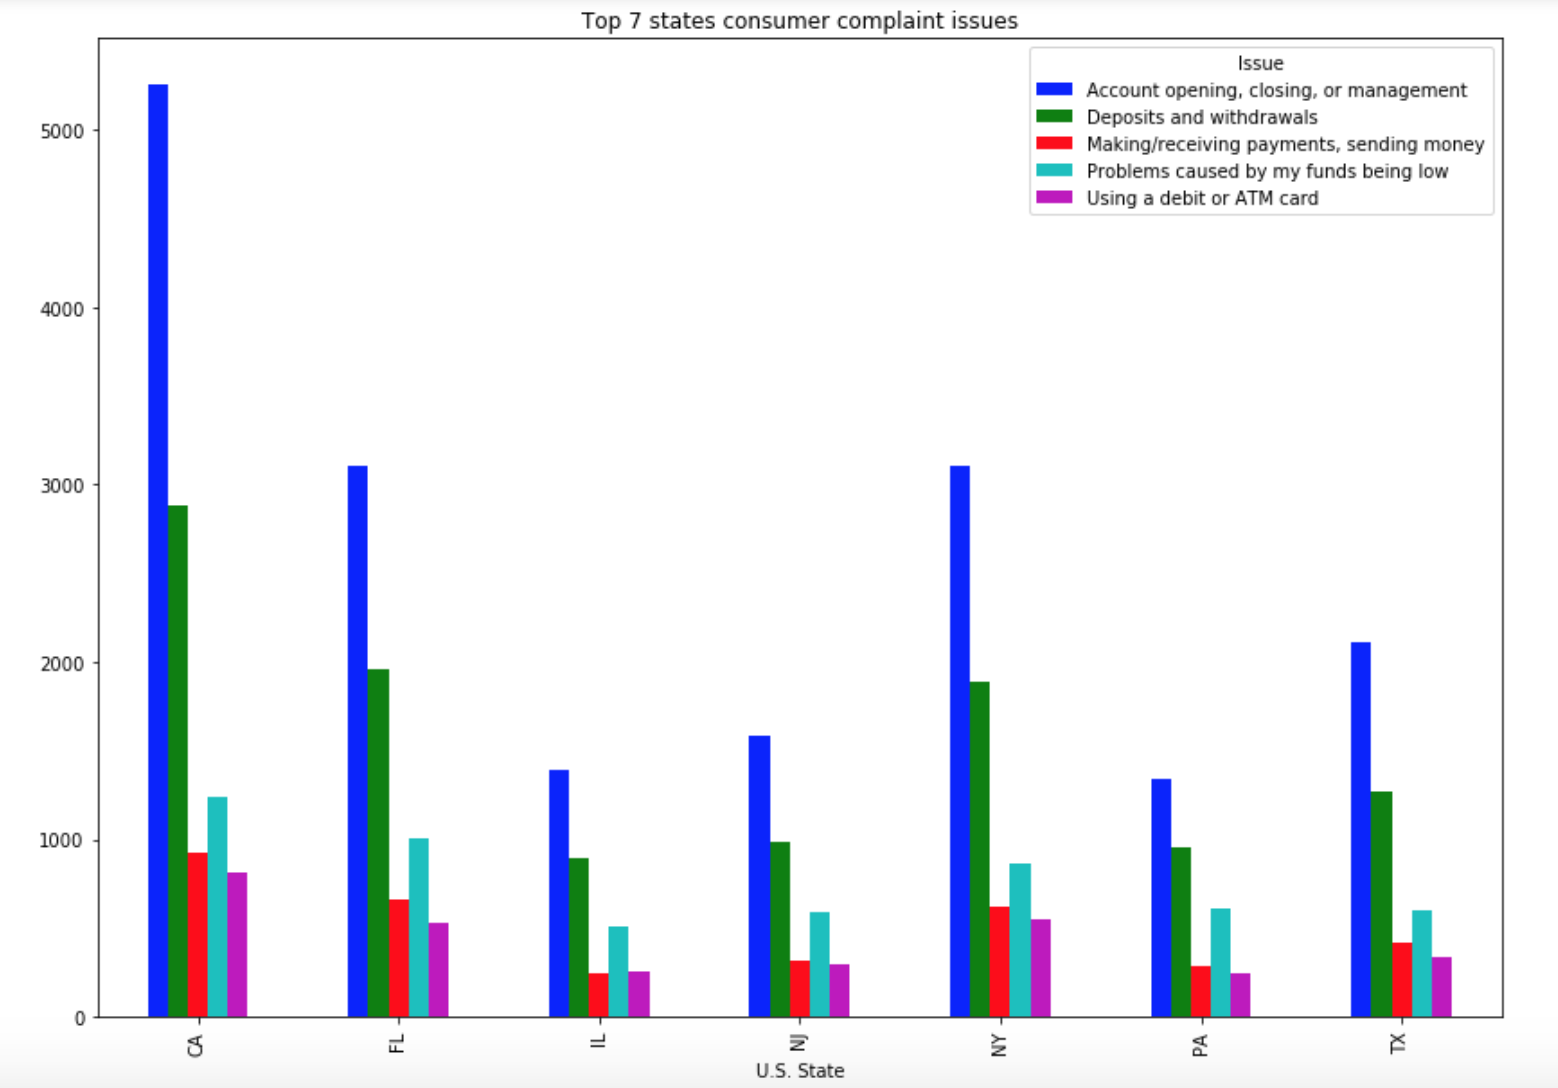 Top 7 states consumer complaint issues
Issue
Account opening, closing, or management
Deposits and withdrawals
Making/receiving payments, sending money
Problems caused by my funds being low
Using a debit or ATM card
5000
4000
3000
2000
1000
0
CA
FL
IL
NJ
NY
PA
TX
U.S. State